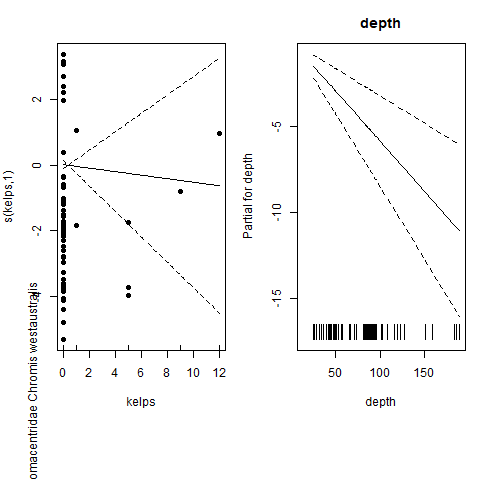 depth
s(kelps,1)
2
0
-2
-4
0 2 4 6 8 10 12
kelps
omacentridae Chromis westaustralis
Partial for depth
-5
-10
-15
50 100 150
depth